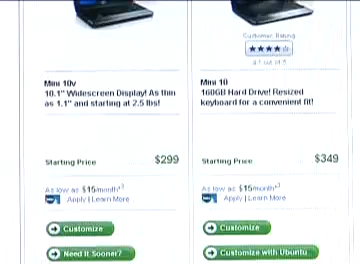 Customer Rating
Mini 10v
10.1" Widescreen Display! As thin
as 1.1" and starting at 2.5 lbs!
Starting Price $299
As low as $15/month*
Apply | Learn More
Customize
Need It Sooner?
Mini 10
160GB Hard Drive! Resized
keyboard for a convenient fit!
Starting Price $349
As low as $15/month*
Apply | Learn More
Customize
Customize with Ubuntu